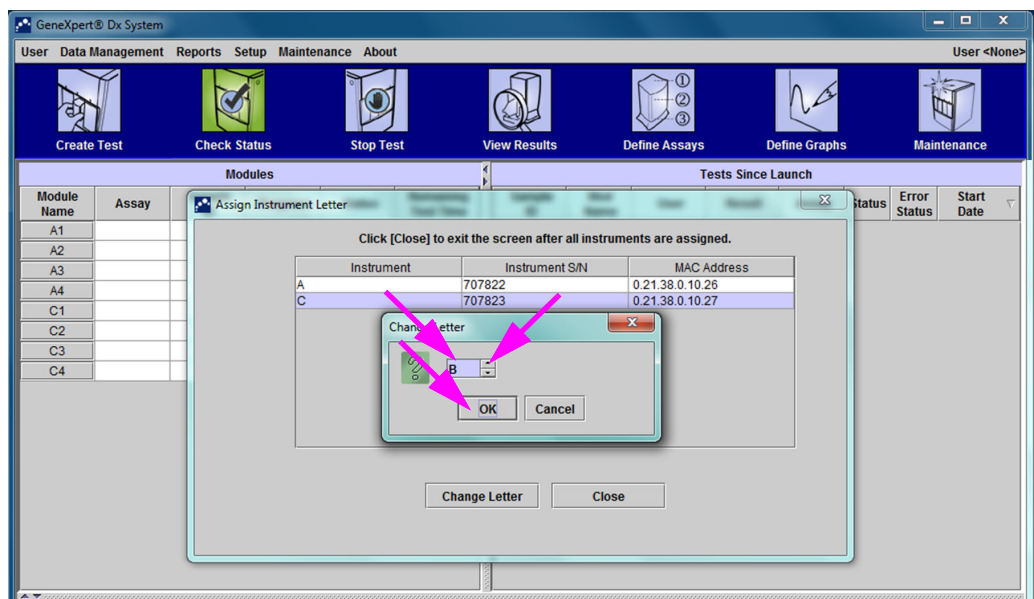 GeneXpert® Dx System
User Data Management Reports Setup Maintenance About User <None>
Create Test Check Status Stop Test View Results Define Assays Define Graphs Maintenance
Modules Tests Since Launch
Module Name Assay Status Error Status Start Date
Assign Instrument Letter
Click [Close] to exit the screen after all instruments are assigned.
Instrument Instrument S/N MAC Address
A 707822 0.21.38.0.10.26
C 707823 0.21.38.0.10.27
Change Letter
B
OK Cancel
Change Letter Close
A1
A2
A3
A4
C1
C2
C3
C4